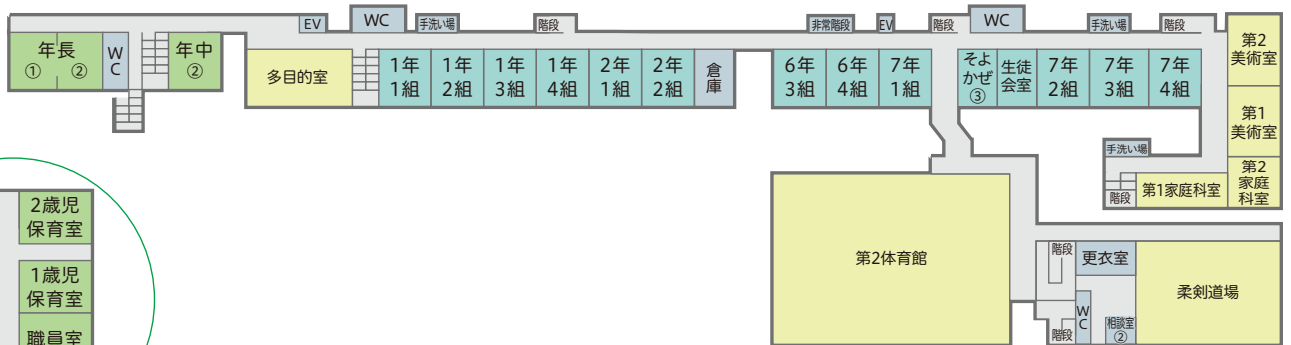 EV
WC
手洗い場
階段
非常階段
EV
階段
WC
手洗い場
階段
年長
① ②
WC
年中
②
多目的室
1年
1組
1年
2組
1年
3組
1年
4組
2年
1組
2年
2組
倉庫
6年
3組
6年
4組
7年
1組
そよ
かぜ
③
生徒
会室
7年
2組
7年
3組
7年
4組
第2
美術室
第1
美術室
手洗い場
階段
第1家庭科室
第2
家庭
科室
2歳児
保育室
1歳児
保育室
職員室
第2体育館
階段
更衣室
柔剣道場
WC
階段
相談室
②